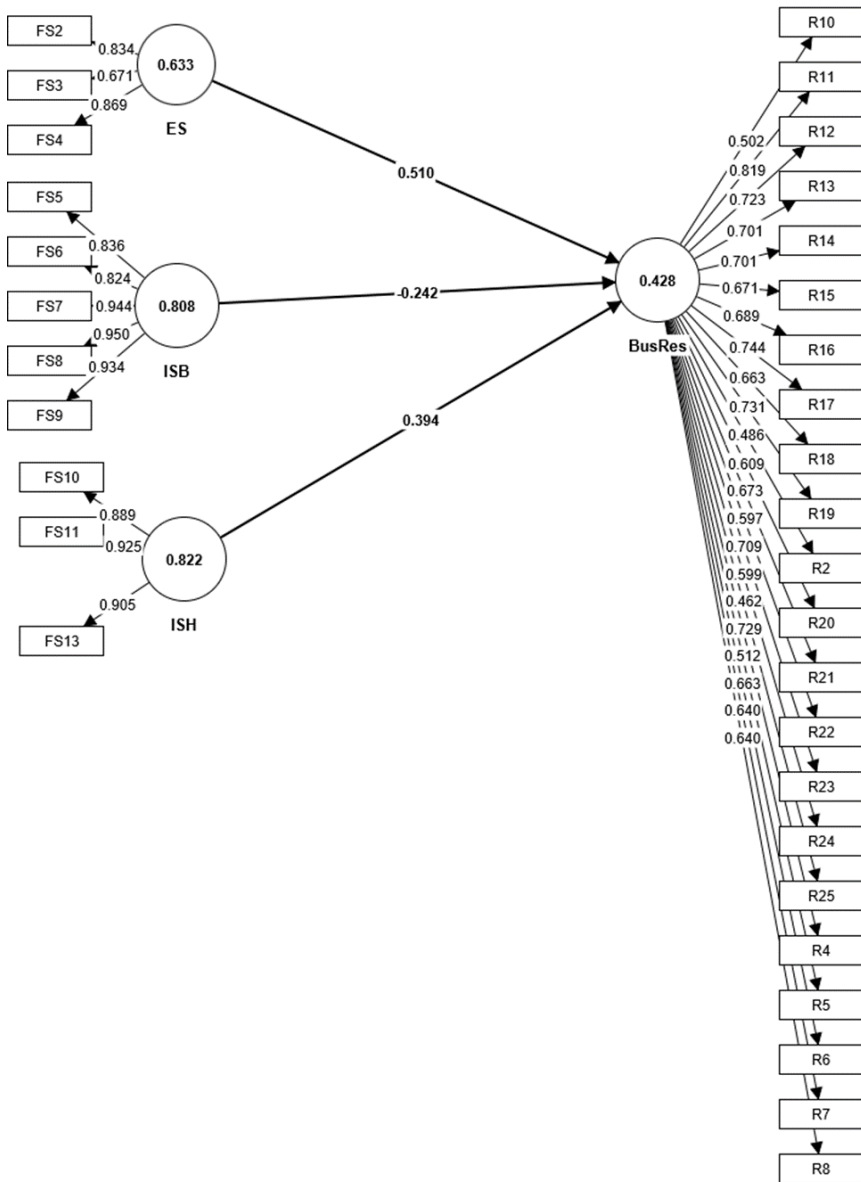 FS2
FS3
FS4
0.834
0.671
0.869
0.633
ES
FS5
FS6
FS7
FS8
FS9
0.836
0.824
0.944
0.950
0.934
0.808
ISB
FS10
FS11
FS13
0.889
0.925
0.905
0.822
ISH
0.510
-0.242
0.394
0.428
BusRes
0.502
0.819
0.723
0.701
0.701
0.671
0.689
0.744
0.663
0.731
0.486
0.609
0.673
0.597
0.709
0.599
0.462
0.729
0.512
0.663
0.640
0.640
R10
R11
R12
R13
R14
R15
R16
R17
R18
R19
R2
R20
R21
R22
R23
R24
R25
R4
R5
R6
R7
R8